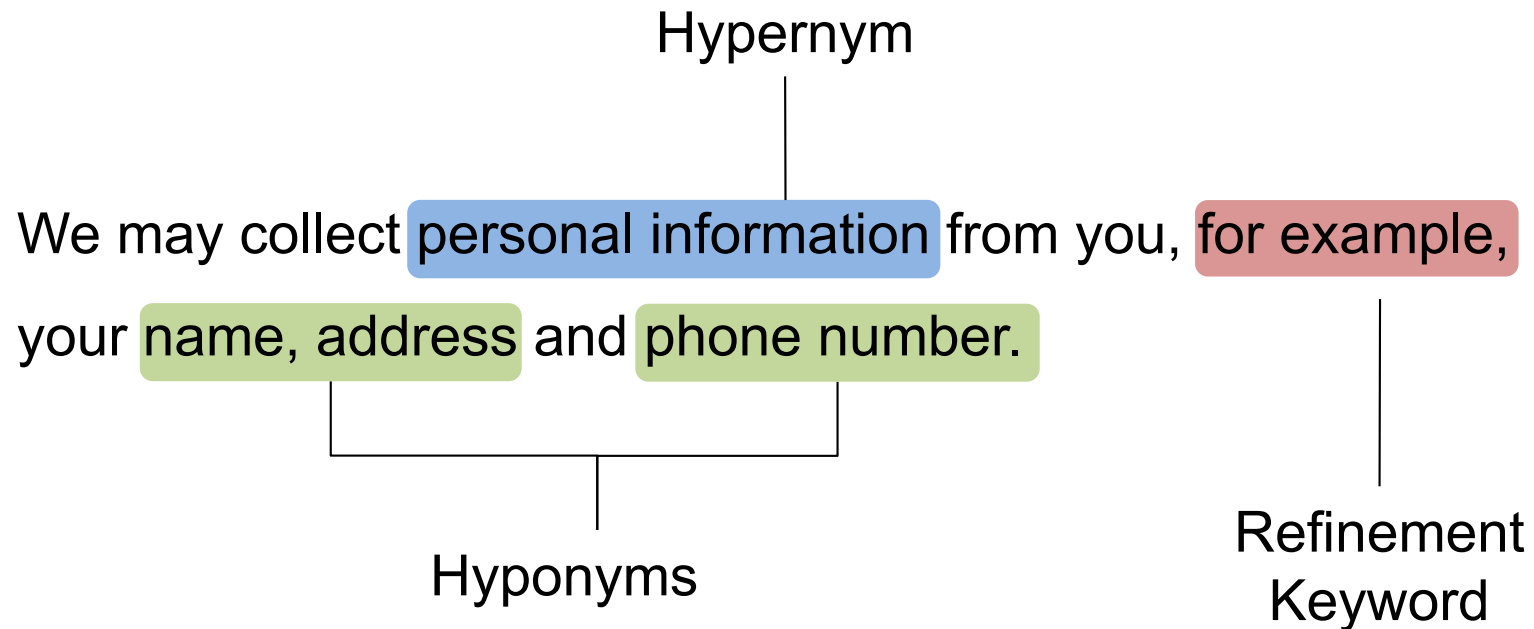 Hypernym
We may collect personal information from you, for example,
your name, address and phone number.
Hyponyms
Refinement
Keyword